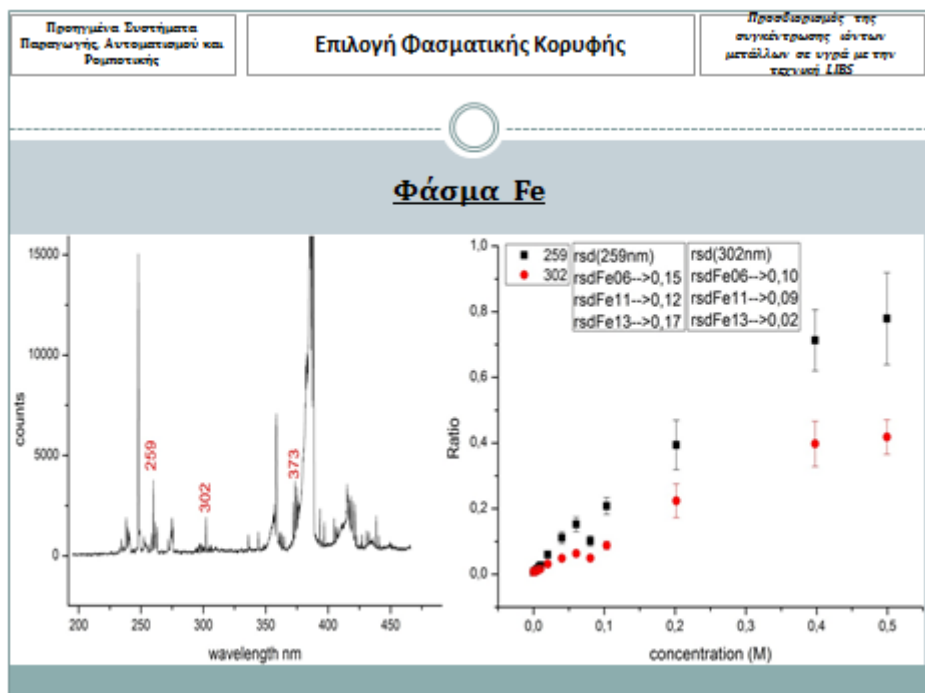 Προηγμένα Συστήματα
Παραγωγής, Αυτοματισμού και
Ρομποτικής
Επιλογή Φασματικής Κορυφής
Προσδιορισμός της
συγκέντρωσης ιόντων
μετάλλων σε υγρά με την
τεχνική LIBS
Φάσμα Fe
15000
10000
5000
0
counts
259
302
373
200 250 300 350 400 450
wavelength nm
1,0
0,8
0,6
0,4
0,2
0,0
Ratio
259
302
rsd(259nm)
rsdFe06-->0,15
rsdFe11-->0,12
rsdFe13-->0,17
rsd(302nm)
rsdFe06-->0,10
rsdFe11-->0,09
rsdFe13-->0,02
0,0 0,1 0,2 0,3 0,4 0,5
concentration (M)